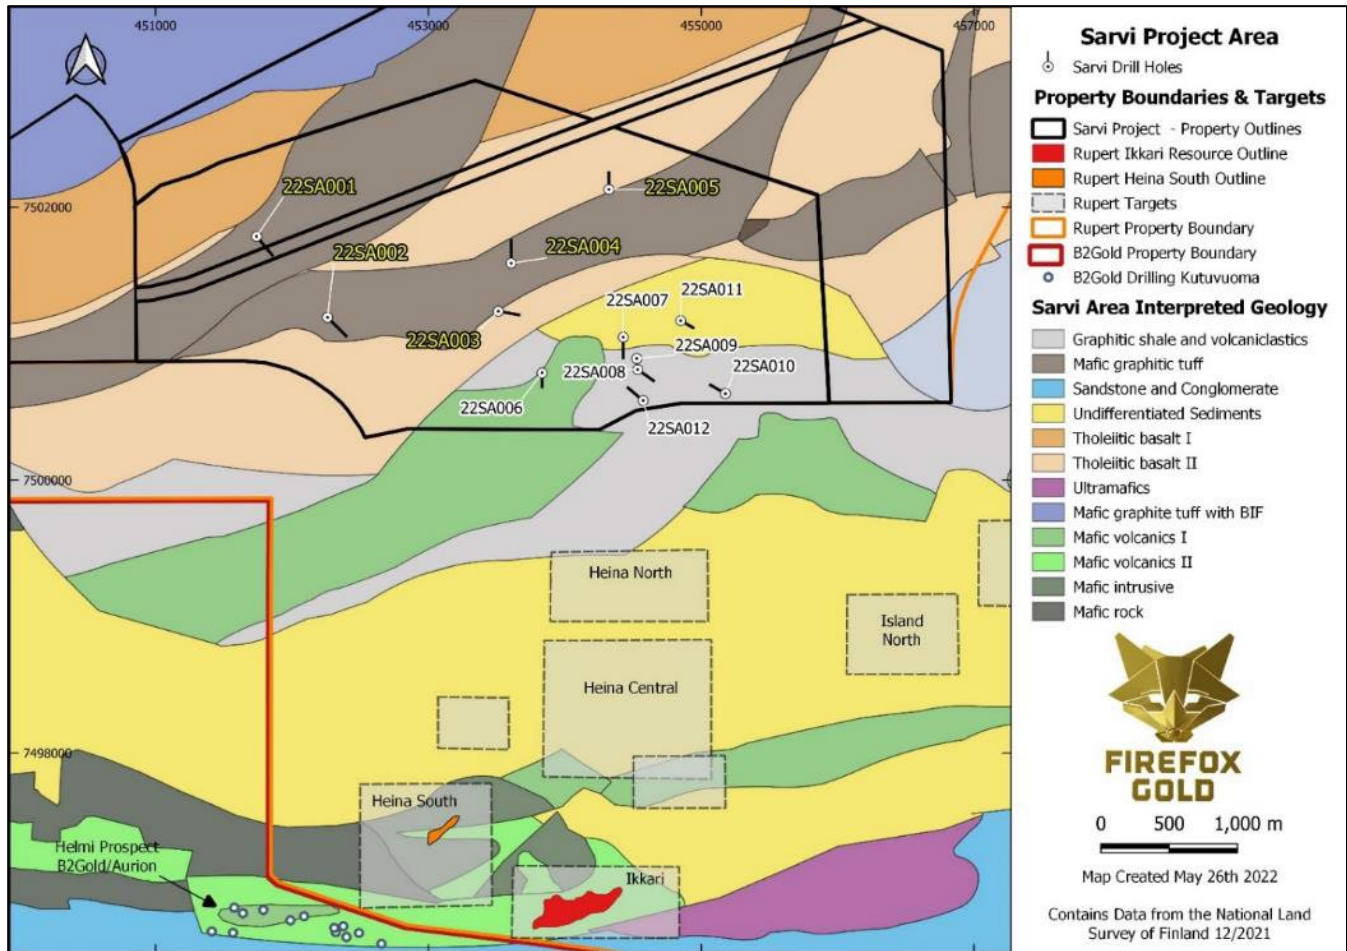 451000
453000
455000
457000
7502000
7500000
7498000
22SA001
22SA005
22SA002
22SA004
22SA007
22SA011
22SA003
22SA009
22SA008
22SA010
22SA006
22SA012
Heina North
Island
North
Heina Central
Heina South
Helmi Prospect
B2Gold/Aurion
Ikkari
Sarvi Project Area
Sarvi Drill Holes
Property Boundaries & Targets
Sarvi Project - Property Outlines
Rupert Ikkari Resource Outline
Rupert Heina South Outline
Rupert Targets
Rupert Property Boundary
B2Gold Property Boundary
B2Gold Drilling Kutuvuoma
Sarvi Area Interpreted Geology
Graphitic shale and volcaniclastics
Mafic graphitic tuff
Sandstone and Conglomerate
Undifferentiated Sediments
Tholeiitic basalt I
Tholeiitic basalt II
Ultramafics
Mafic graphite tuff with BIF
Mafic volcanics I
Mafic volcanics II
Mafic intrusive
Mafic rock
FIREFOX
GOLD
0 500 1,000 m
Map Created May 26th 2022
Contains Data from the National Land
Survey of Finland 12/2021